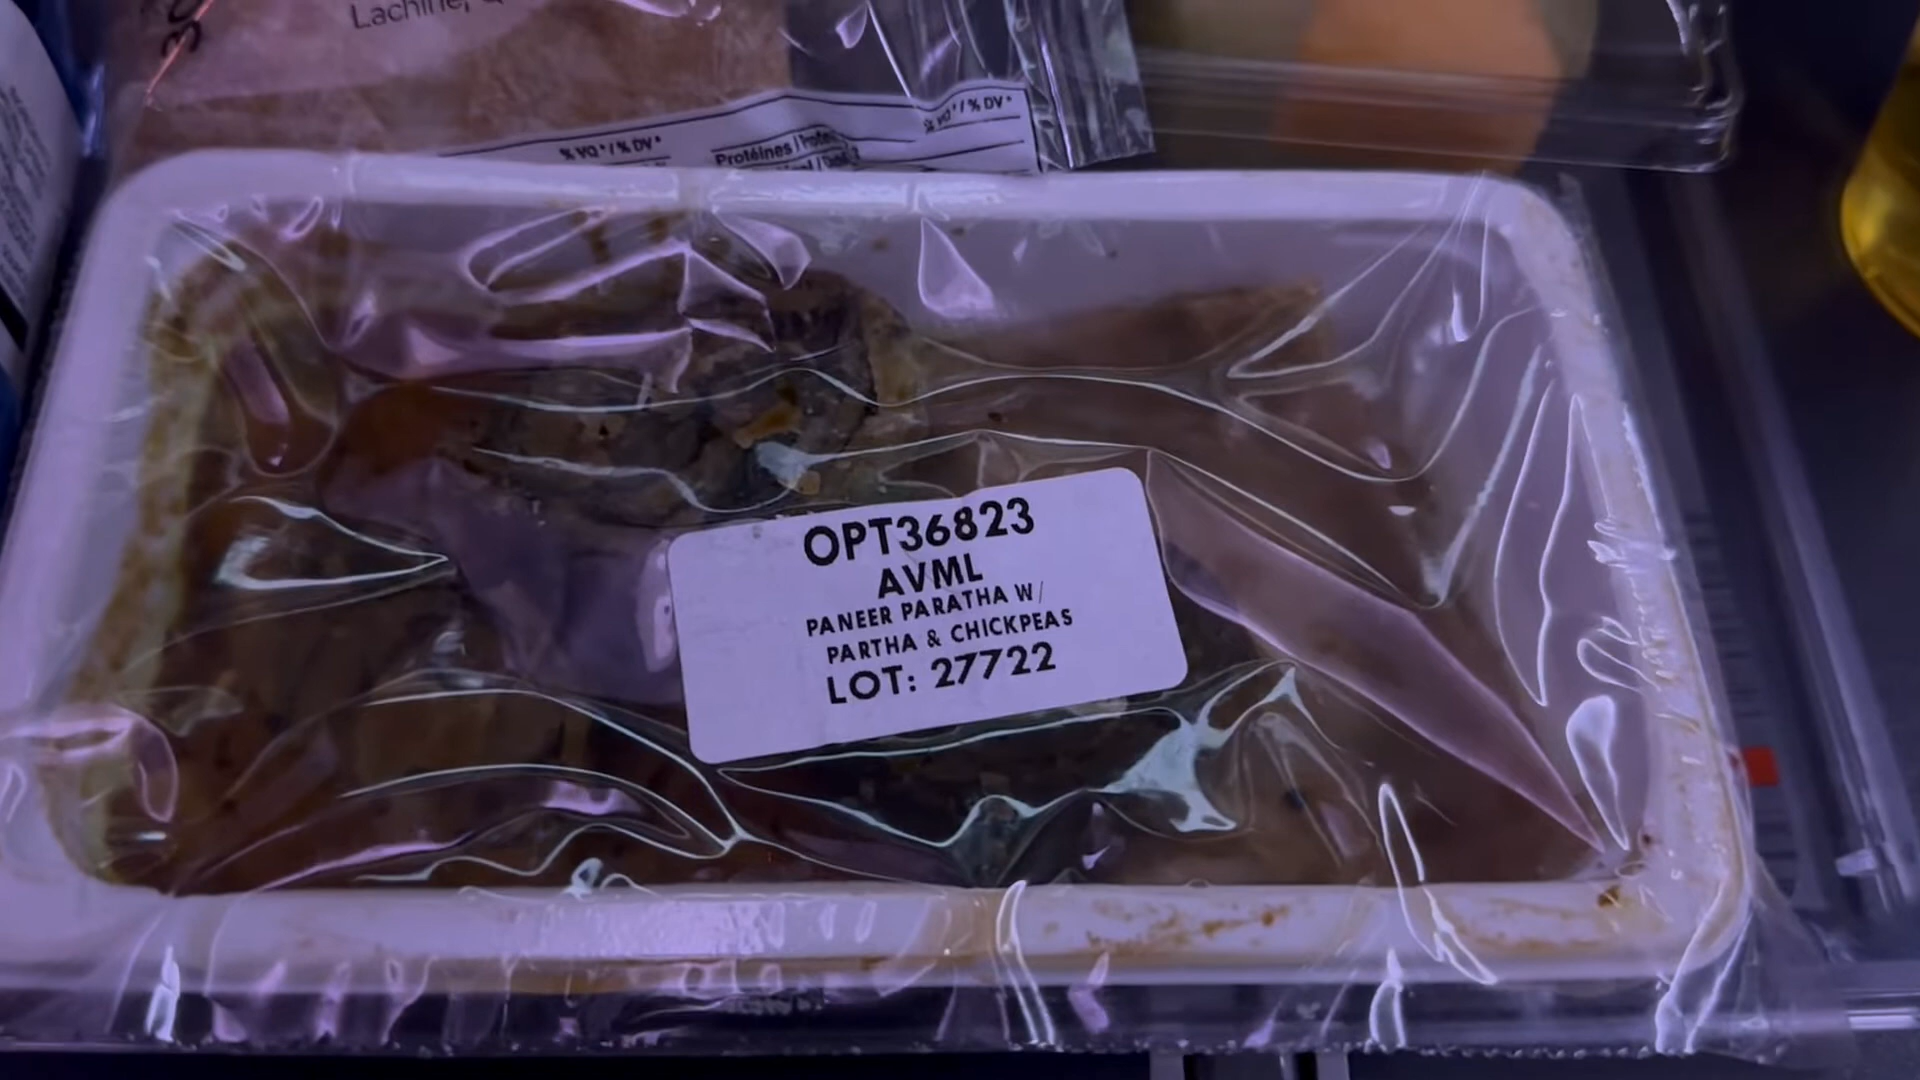 Lachine,
% VQ* / % DV*
% VQ* / % DV*
Protéines /
OPT36823
AVML
PANEER PARATHA W/
PARTHA & CHICKPEAS
LOT: 27722